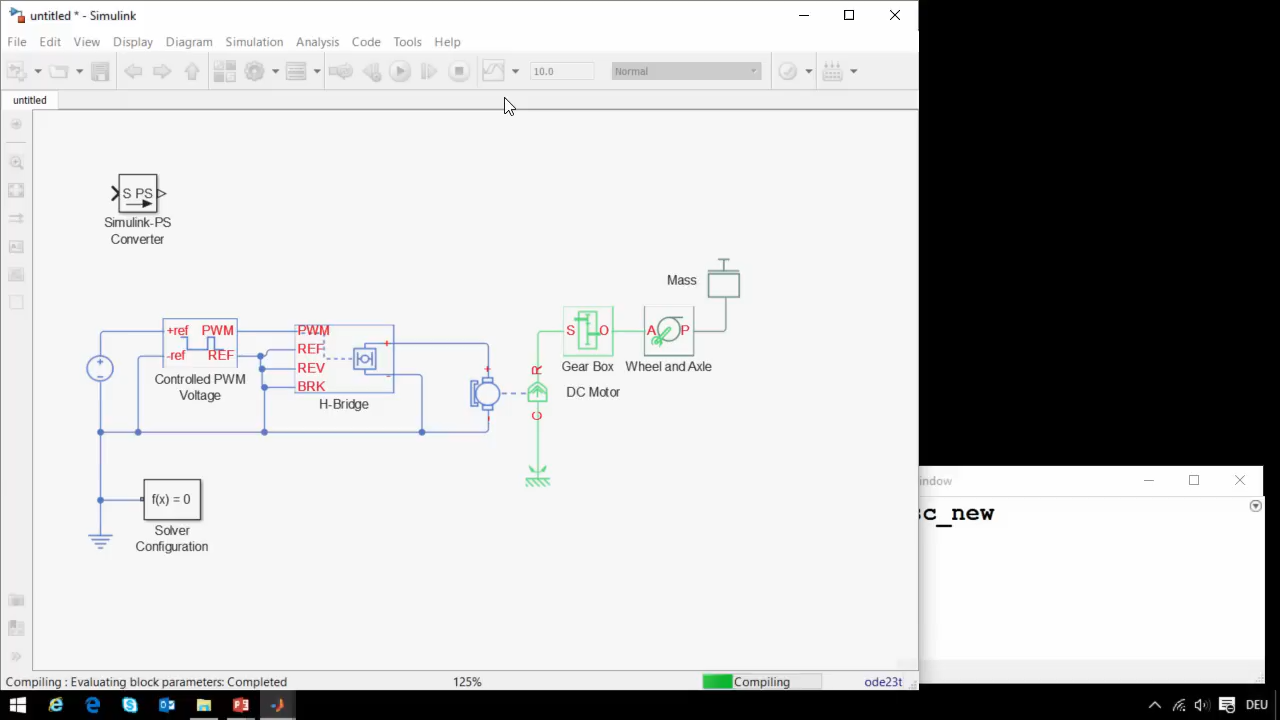 untitled * - Simulink
File Edit View Display Diagram Simulation Analysis Code Tools Help
10.0 Normal
untitled
S PS
Simulink-PS
Converter
Mass
+ref PWM
-ref REF
Controlled PWM
Voltage
PWM
REF
REV
BRK
H-Bridge
+
-
+
-
R
C
DC Motor
S O
Gear Box
A P
Wheel and Axle
f(x) = 0
Solver
Configuration
Compiling : Evaluating block parameters: Completed 125% Compiling ode23t
indow
sc_new
DEU